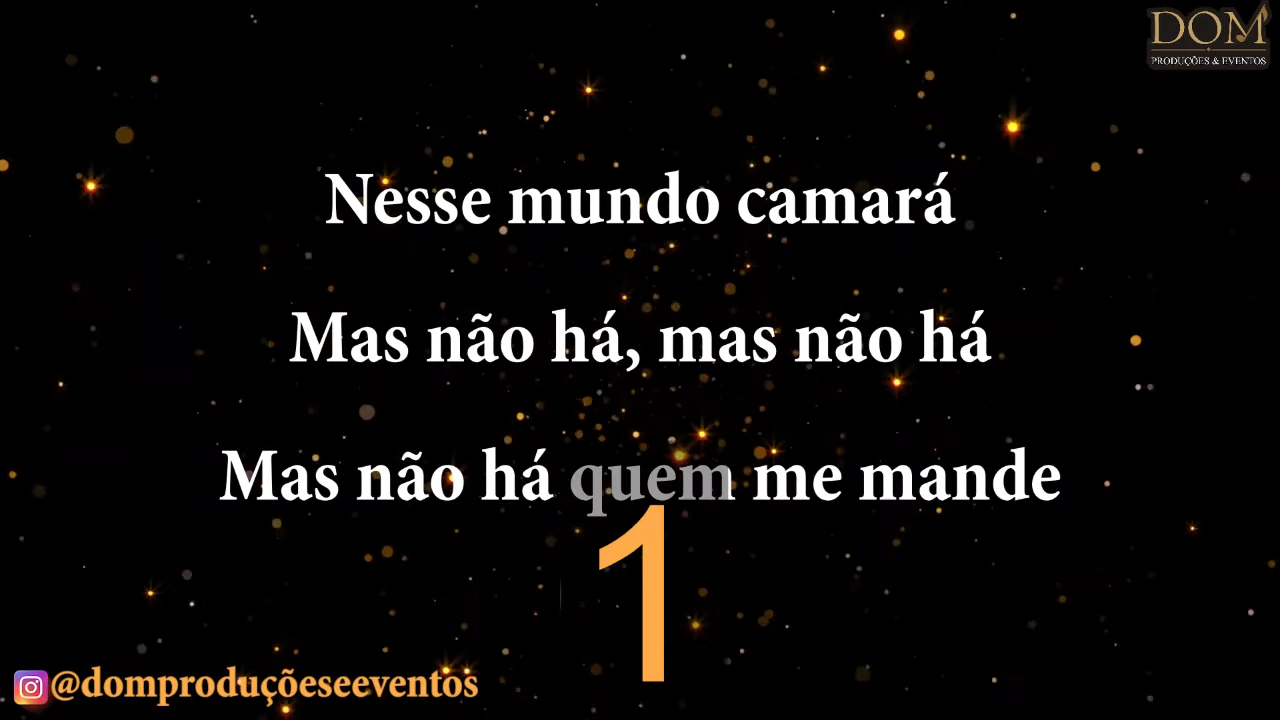 DOM
PRODUÇÕES & EVENTOS
Nesse mundo camará
Mas não há, mas não há
Mas não há quem me mande
1
@domproduçõeseeventos